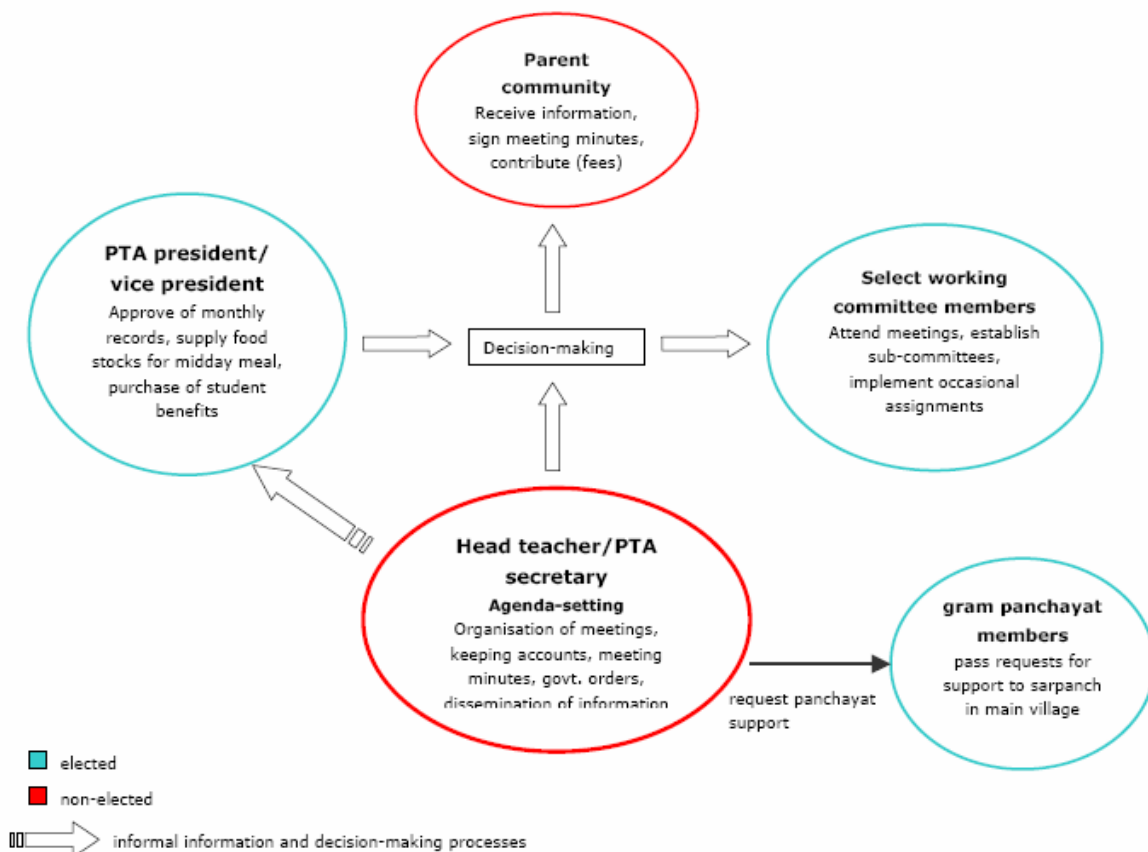 Parent
community
Receive information,
sign meeting minutes,
contribute (fees)
PTA president/
vice president
Approve of monthly
records, supply food
stocks for midday meal,
purchase of student
benefits
Decision-making
Select working
committee members
Attend meetings, establish
sub-committees,
implement occasional
assignments
Head teacher/PTA
secretary
Agenda-setting
Organisation of meetings,
keeping accounts, meeting
minutes, govt. orders,
dissemination of information
request panchayat
support
gram panchayat
members
pass requests for
support to sarpanch
in main village
elected
non-elected
informal information and decision-making processes